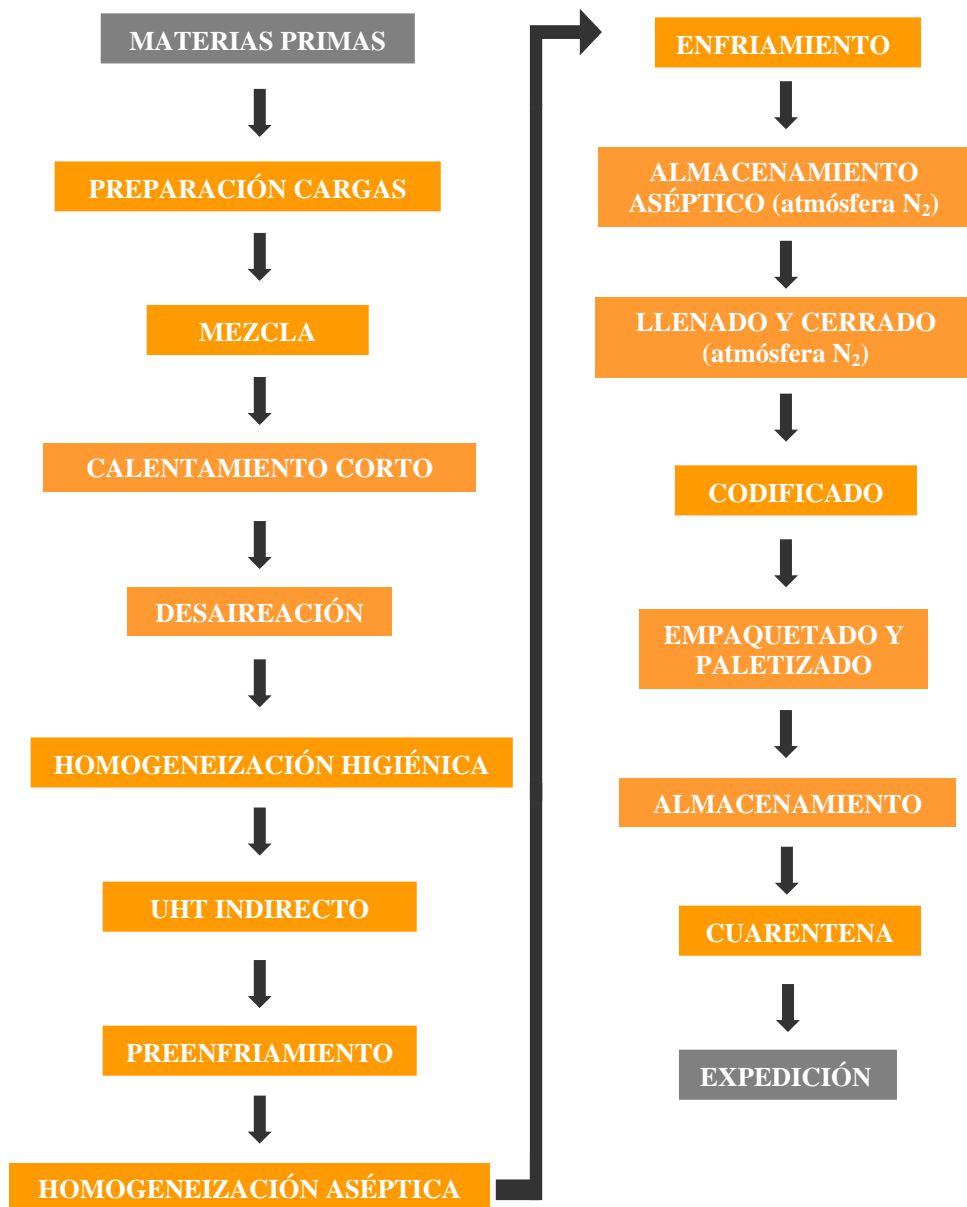 MATERIAS PRIMAS
PREPARACIÓN CARGAS
MEZCLA
CALENTAMIENTO CORTO
DESAIREACIÓN
HOMOGENEIZACIÓN HIGIÉNICA
UHT INDIRECTO
PREENFRIAMIENTO
HOMOGENEIZACIÓN ASÉPTICA
ENFRIAMIENTO
ALMACENAMIENTO
ASÉPTICO (atmósfera N₂)
LLENADO Y CERRADO
(atmósfera N₂)
CODIFICADO
EMPAQUETADO Y
PALETIZADO
ALMACENAMIENTO
CUARENTENA
EXPEDICIÓN